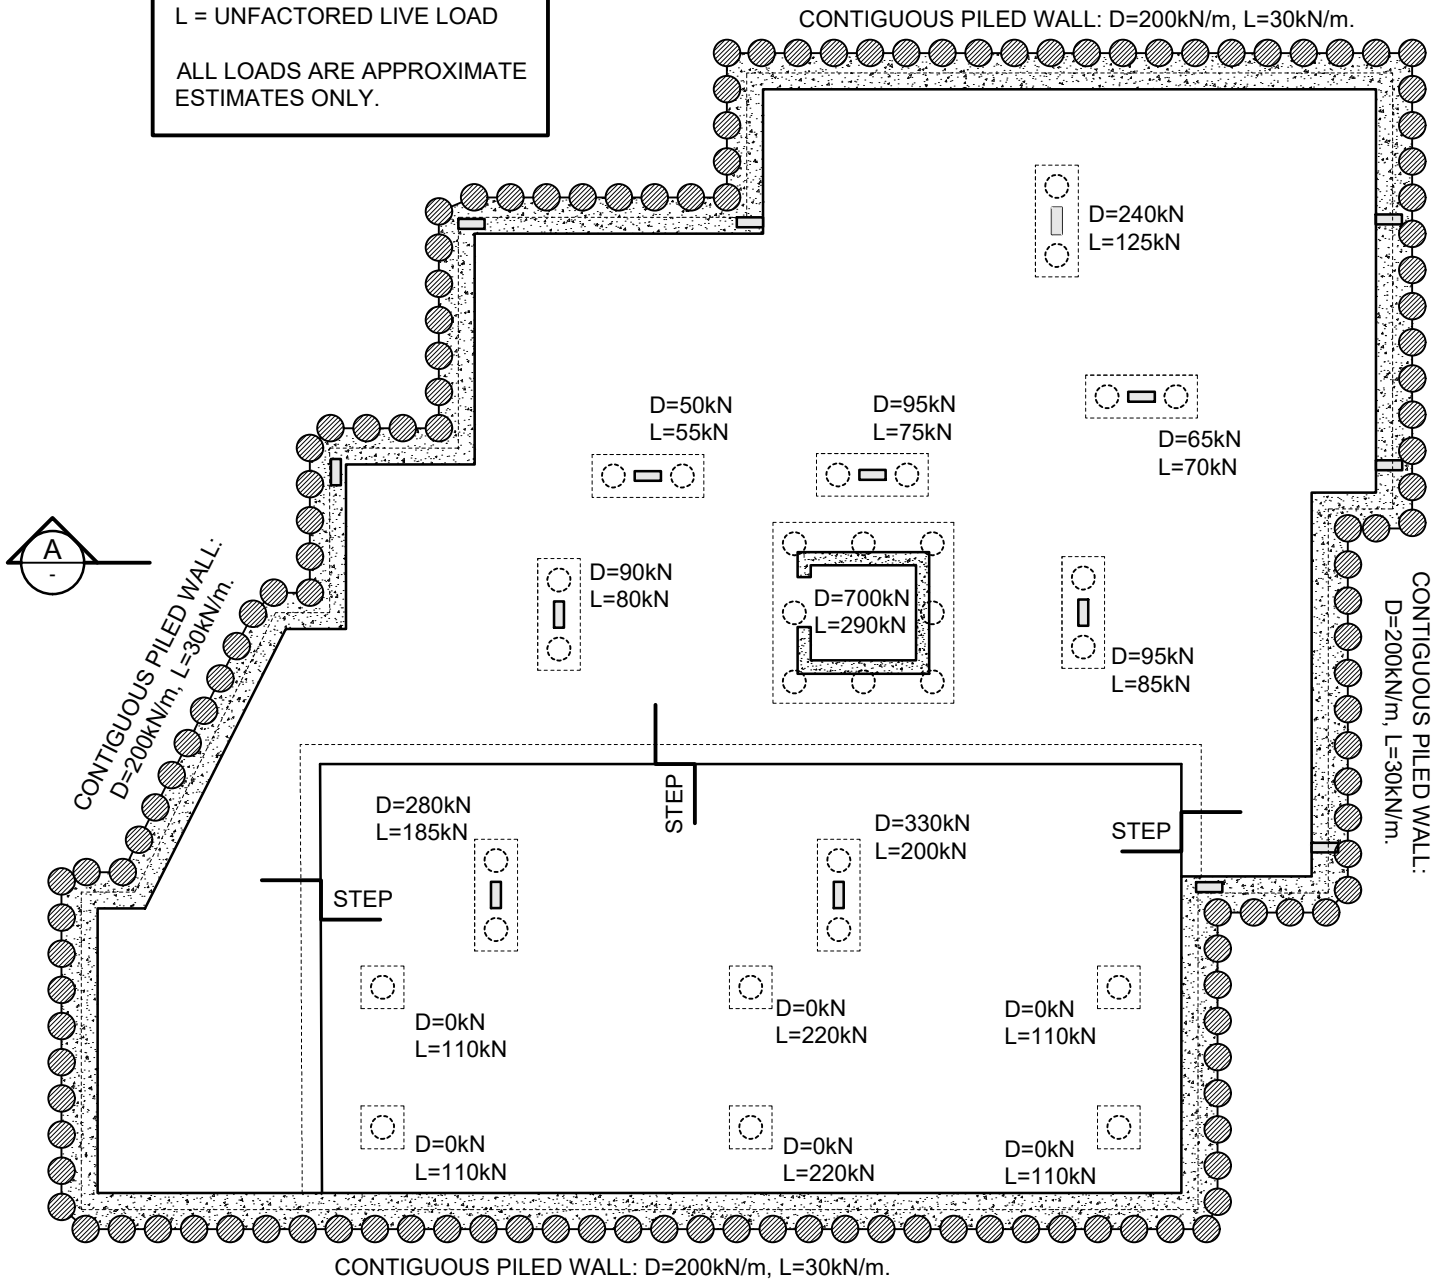 L = UNFACTORED LIVE LOAD
ALL LOADS ARE APPROXIMATE
ESTIMATES ONLY.
CONTIGUOUS PILED WALL: D=200kN/m, L=30kN/m.
D=240kN
L=125kN
D=50kN
L=55kN
D=95kN
L=75kN
D=65kN
L=70kN
A
-
CONTIGUOUS PILED WALL:
D=200kN/m, L=30kN/m.
D=90kN
L=80kN
D=700kN
L=290kN
D=95kN
L=85kN
CONTIGUOUS PILED WALL:
D=200kN/m, L=30kN/m.
STEP
D=280kN
L=185kN
D=330kN
L=200kN
STEP
STEP
D=0kN
L=110kN
D=0kN
L=220kN
D=0kN
L=110kN
D=0kN
L=110kN
D=0kN
L=220kN
D=0kN
L=110kN
CONTIGUOUS PILED WALL: D=200kN/m, L=30kN/m.